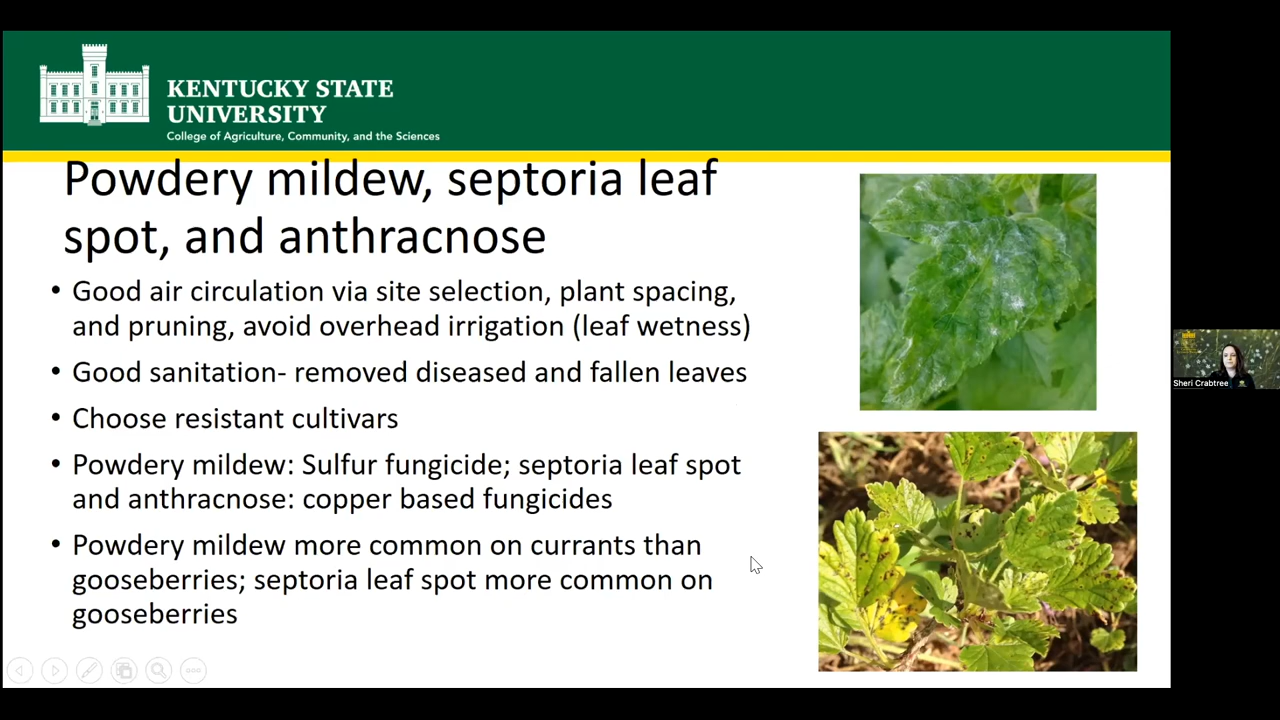 KENTUCKY STATE
UNIVERSITY
College of Agriculture, Community, and the Sciences
Powdery mildew, septoria leaf
spot, and anthracnose
• Good air circulation via site selection, plant spacing,
and pruning, avoid overhead irrigation (leaf wetness)
• Good sanitation- removed diseased and fallen leaves
• Choose resistant cultivars
• Powdery mildew: Sulfur fungicide; septoria leaf spot
and anthracnose: copper based fungicides
• Powdery mildew more common on currants than
gooseberries; septoria leaf spot more common on
gooseberries
Sheri Crabtree